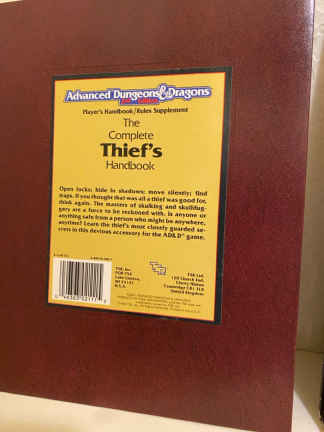 Advanced Dungeons & Dragons
Player's Handbook/Rules Supplement
The
Complete
Thief's
Handbook
Open locks; hide in shadows; move silently; find
traps. If you thought that was all a thief was good for,
think again. The masters of skulking and skullduggery
are a force to be reckoned with. Is anyone or
anything safe from a person who might be anywhere,
anytime? Learn the thief's most closely guarded secrets
in this devious accessory for the AD&D® game.
TSR, Inc.
POB 756
Lake Geneva,
WI 53147
U.S.A.
TSR Ltd.
120 Church End,
Cherry Hinton
Cambridge CB1 3LB
United Kingdom